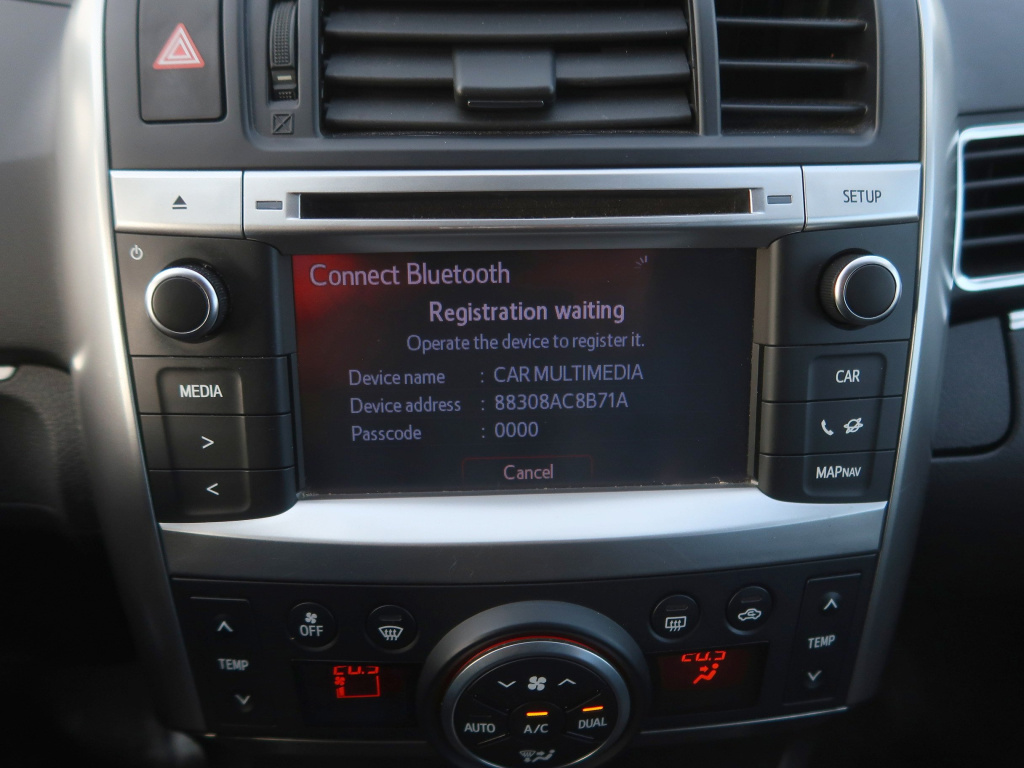 SETUP
Connect Bluetooth
Registration waiting
Operate the device to register it.
Device name : CAR MULTIMEDIA
Device address : 88308AC8B71A
Passcode : 0000
Cancel
MEDIA
>
<
CAR
MAPNAV
OFF
TEMP
TEMP
AUTO
A/C
DUAL